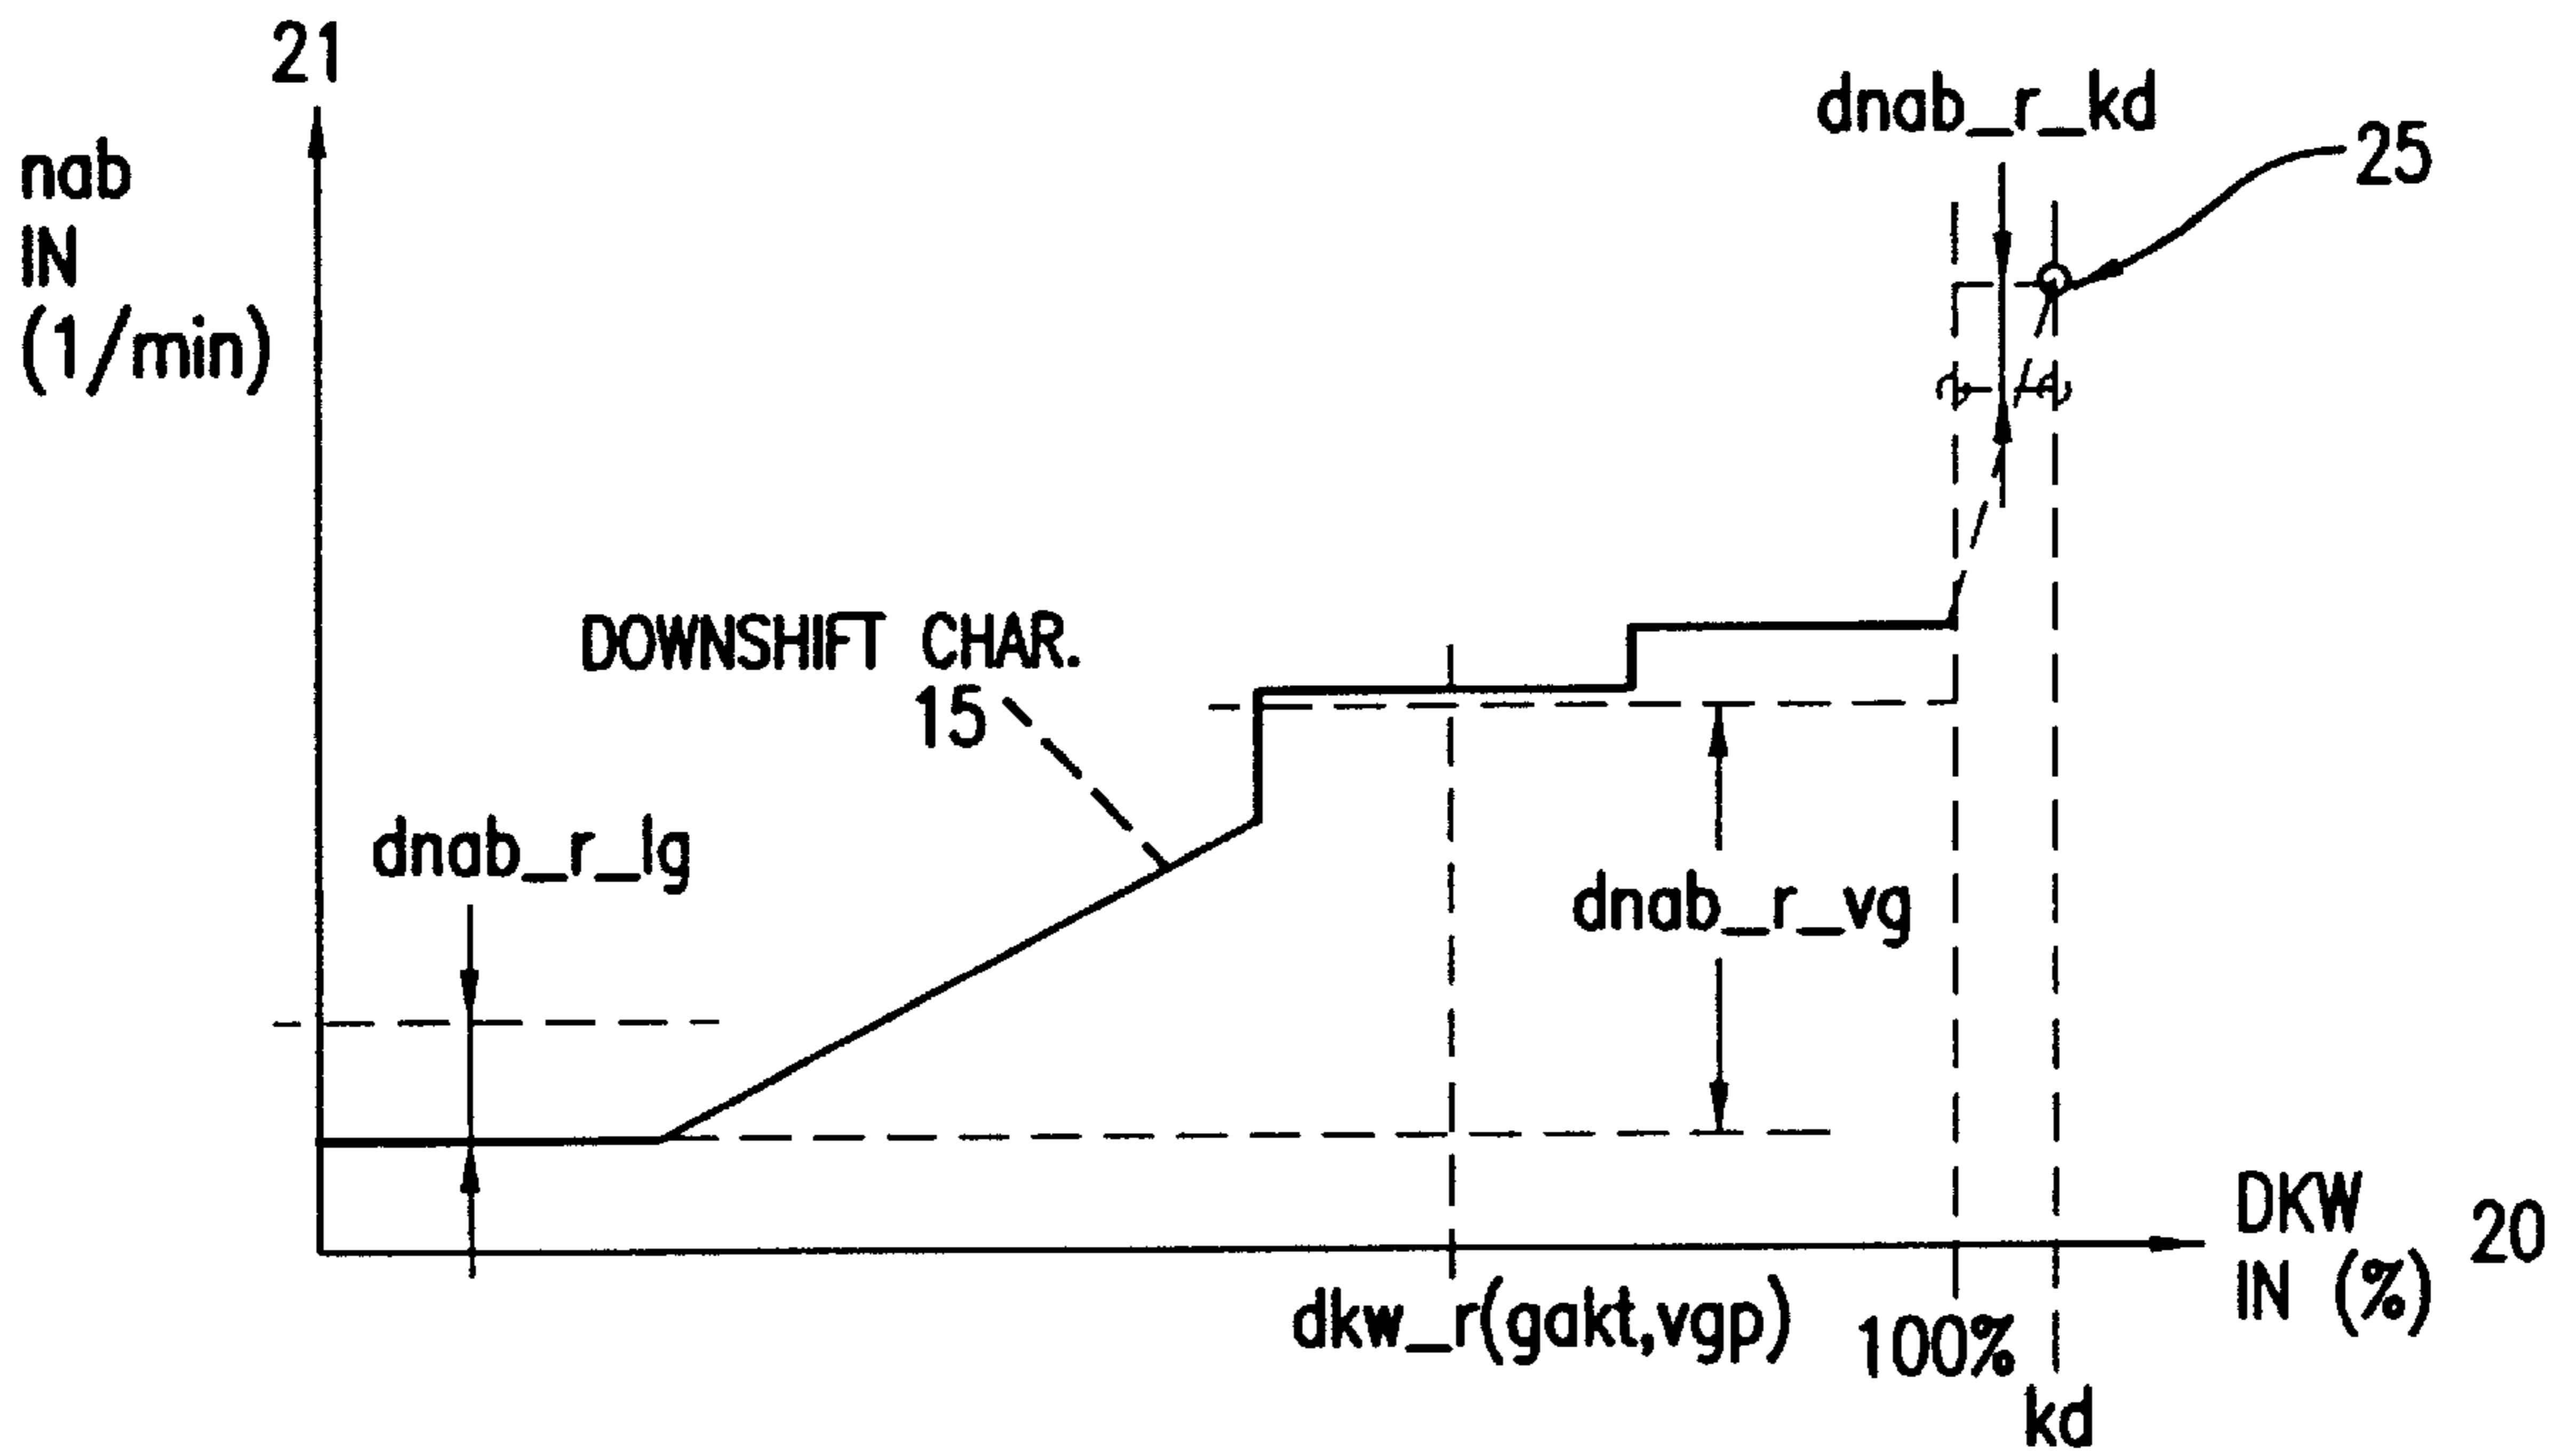 21
nab
IN
(1/min)
dnab_r_kd
25
DOWNSHIFT CHAR.
15
dnab_r_lg
dnab_r_vg
DKW
IN (%)
20
dkw_r(gakt,vgp)
100%
kd